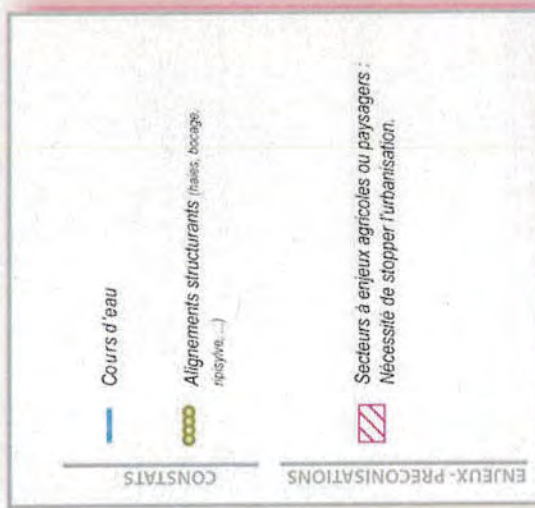 CONSTATS
Cours d'eau
Alignements structurants (haies, bocage,
ripisylve, ...)
ENJEUX - PRECONISATIONS
Secteurs à enjeux agricoles ou paysagers :
Nécessité de stopper l'urbanisation.